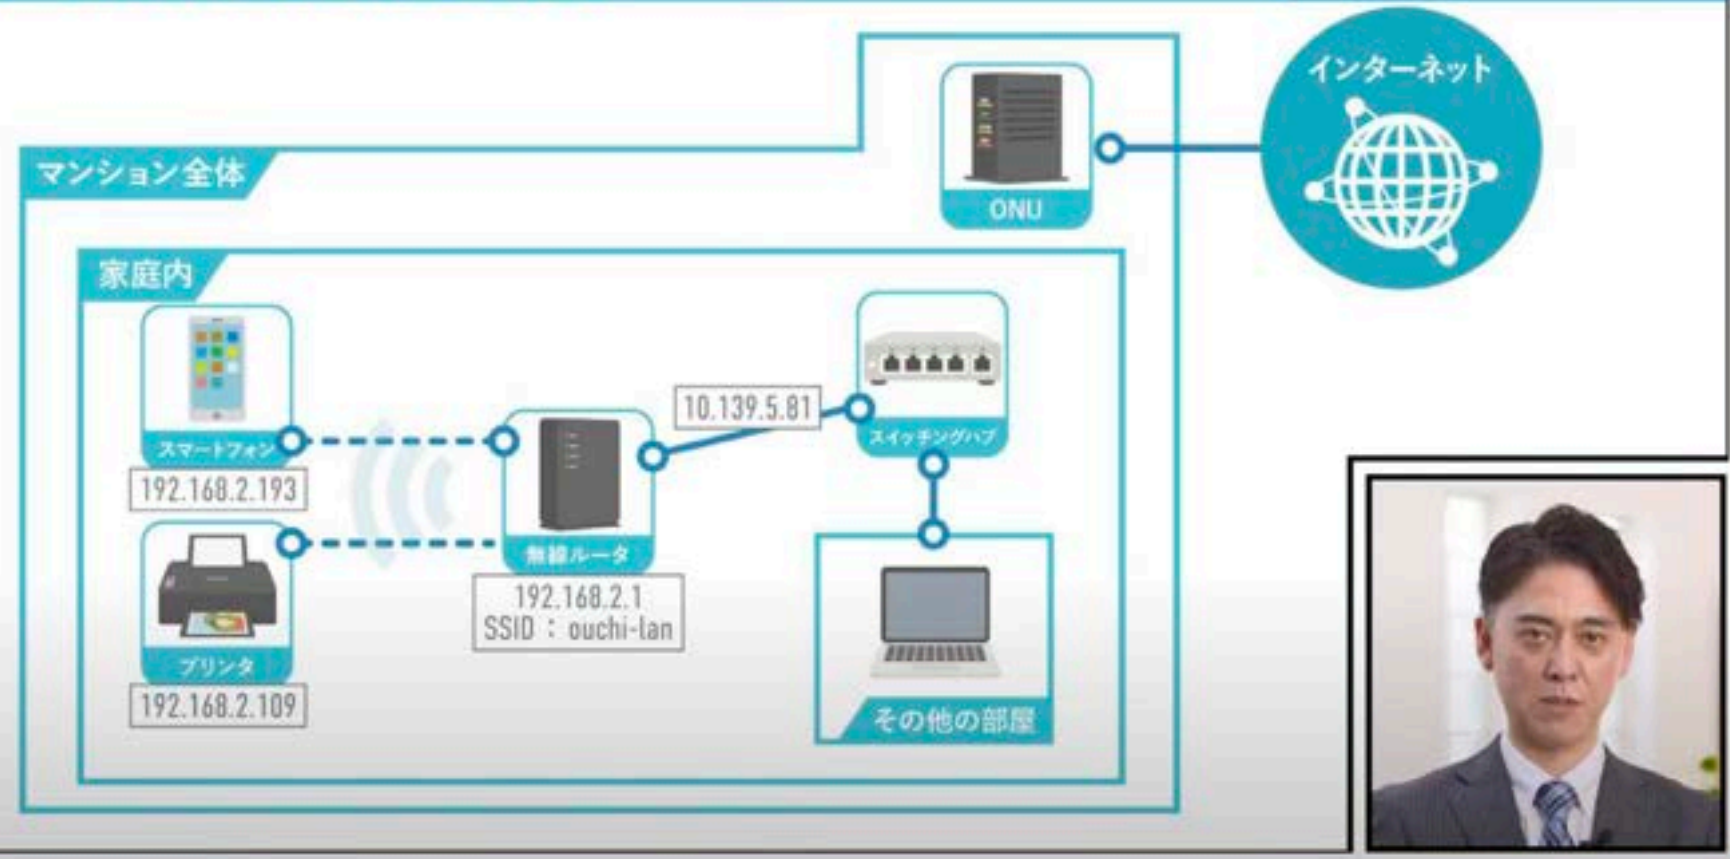 インターネット
ONU
マンション全体
家庭内
スマートフォン
192.168.2.193
プリンタ
192.168.2.109
無線ルータ
192.168.2.1
SSID：ouchi-lan
10.139.5.81
スイッチングハブ
その他の部屋